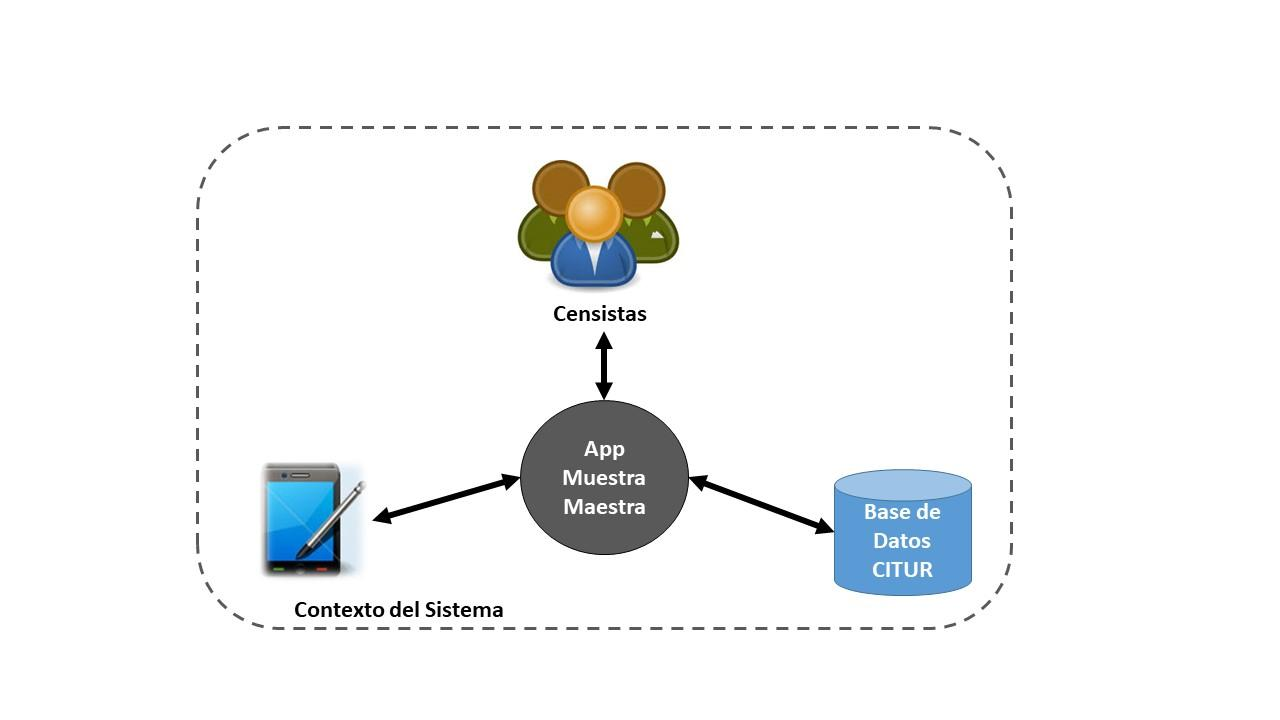 Censistas
App
Muestra
Maestra
Base de
Datos
CITUR
Contexto del Sistema